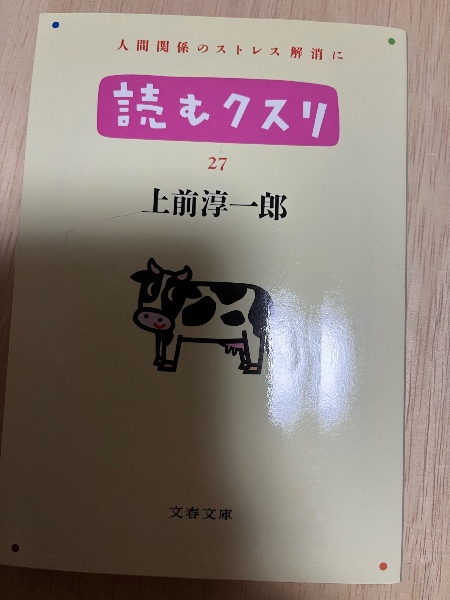 人間関係のストレス解消に
読むクスリ
27
上前淳一郎
文春文庫